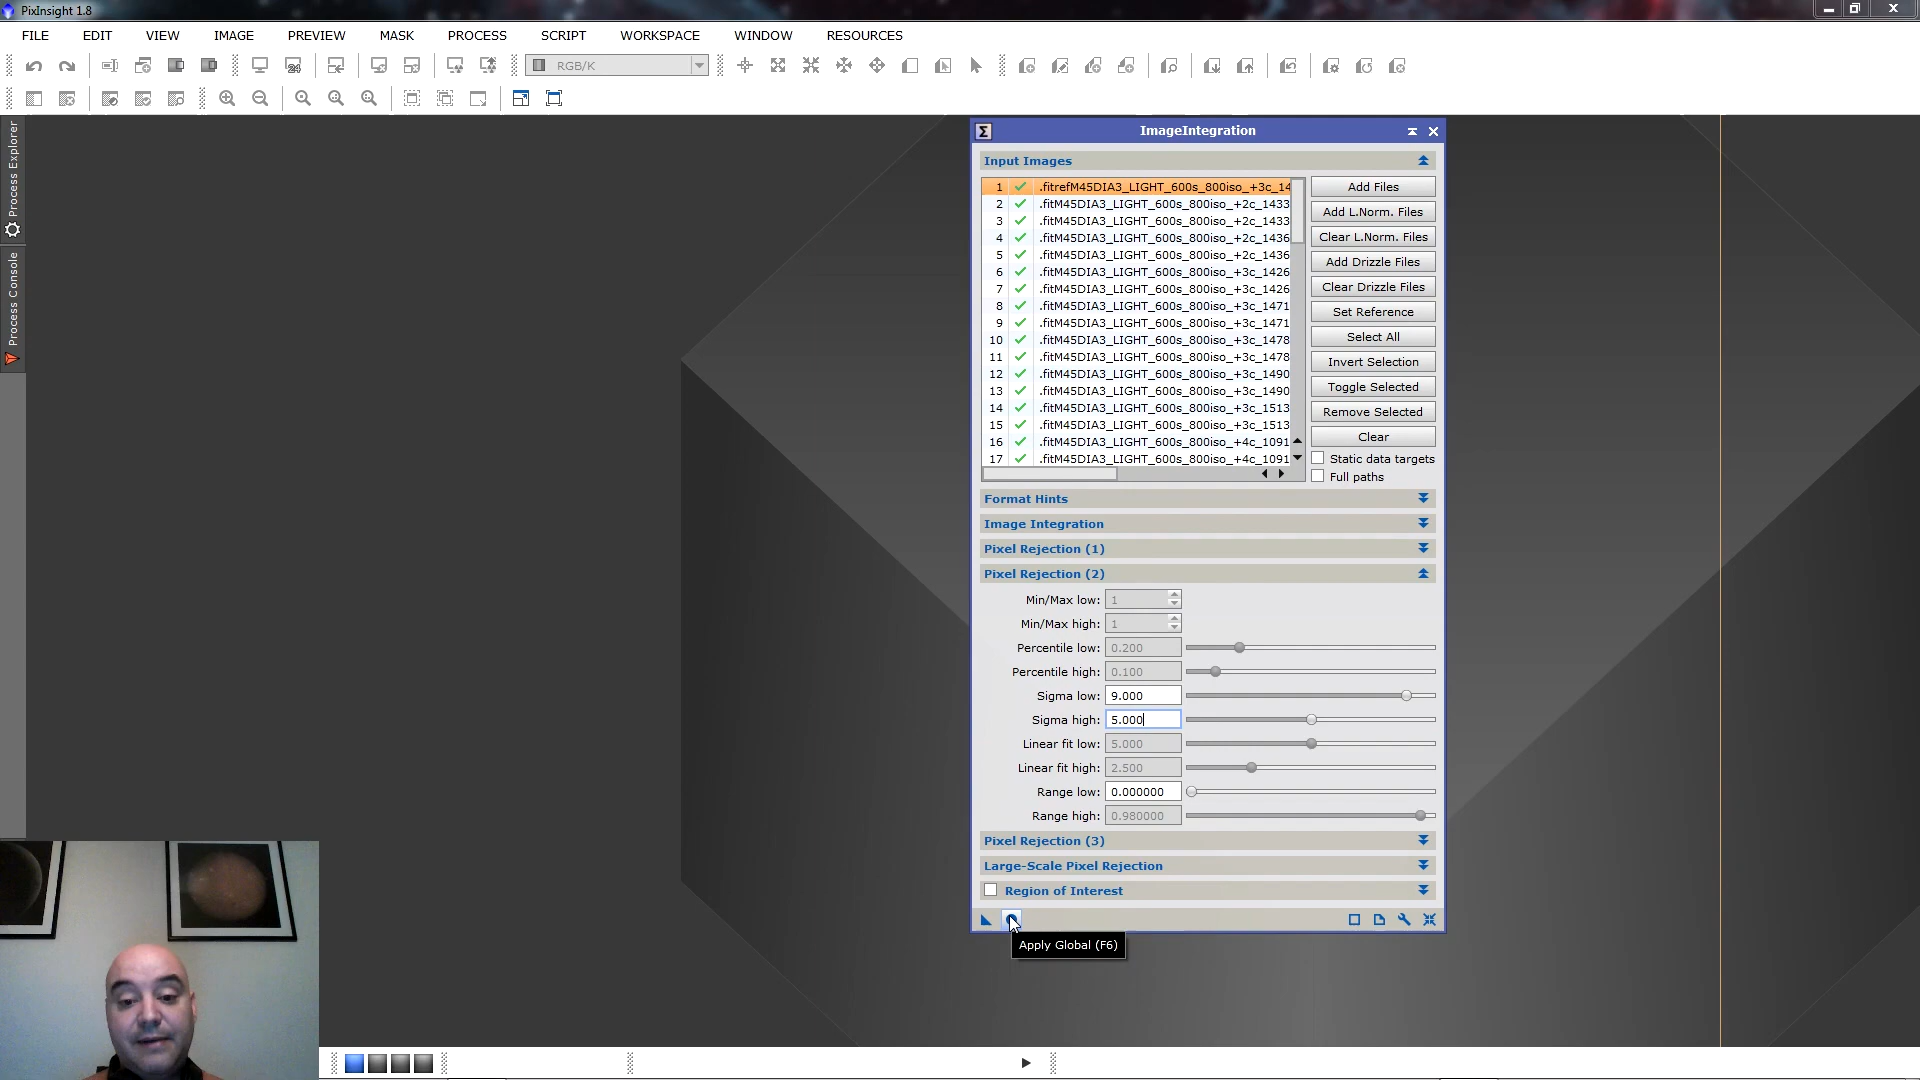 PixInsight 1.8
FILE EDIT VIEW IMAGE PREVIEW MASK PROCESS SCRIPT WORKSPACE WINDOW RESOURCES
24 RGB/K
Process Explorer
Process Console
ImageIntegration
Input Images
1 .fitrefM45DIA3_LIGHT_600s_800iso_+3c_14 Add Files
2 .fitM45DIA3_LIGHT_600s_800iso_+2c_1433 Add L.Norm. Files
3 .fitM45DIA3_LIGHT_600s_800iso_+2c_1433
4 .fitM45DIA3_LIGHT_600s_800iso_+2c_1436 Clear L.Norm. Files
5 .fitM45DIA3_LIGHT_600s_800iso_+2c_1436 Add Drizzle Files
6 .fitM45DIA3_LIGHT_600s_800iso_+3c_1426
7 .fitM45DIA3_LIGHT_600s_800iso_+3c_1426 Clear Drizzle Files
8 .fitM45DIA3_LIGHT_600s_800iso_+3c_1471 Set Reference
9 .fitM45DIA3_LIGHT_600s_800iso_+3c_1471
10 .fitM45DIA3_LIGHT_600s_800iso_+3c_1478 Select All
11 .fitM45DIA3_LIGHT_600s_800iso_+3c_1478 Invert Selection
12 .fitM45DIA3_LIGHT_600s_800iso_+3c_1490
13 .fitM45DIA3_LIGHT_600s_800iso_+3c_1490 Toggle Selected
14 .fitM45DIA3_LIGHT_600s_800iso_+3c_1513 Remove Selected
15 .fitM45DIA3_LIGHT_600s_800iso_+3c_1513
16 .fitM45DIA3_LIGHT_600s_800iso_+4c_1091 Clear
17 .fitM45DIA3_LIGHT_600s_800iso_+4c_1091 Static data targets
Full paths
Format Hints
Image Integration
Pixel Rejection (1)
Pixel Rejection (2)
Min/Max low: 1
Min/Max high: 1
Percentile low: 0.200
Percentile high: 0.100
Sigma low: 9.000
Sigma high: 5.000
Linear fit low: 5.000
Linear fit high: 2.500
Range low: 0.000000
Range high: 0.980000
Pixel Rejection (3)
Large-Scale Pixel Rejection
Region of Interest
Apply Global (F6)